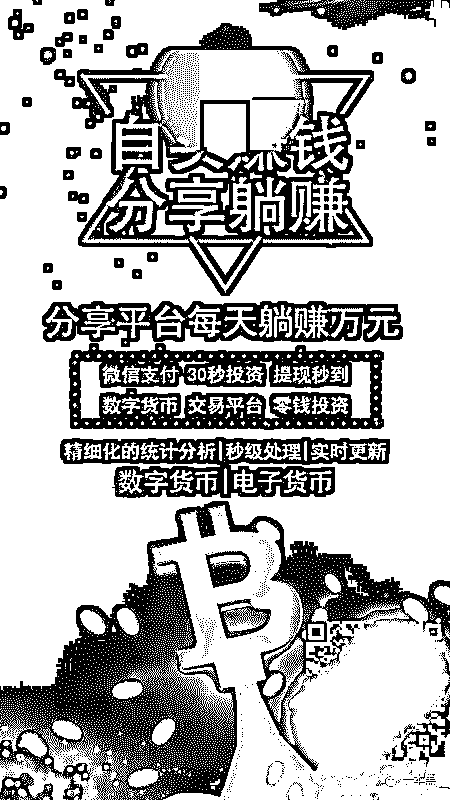 自买 钱
分享躺赚
分享平台每天躺赚万元
微信支付 30秒投资 提现秒到
数字货币 交易平台 零钱投资
精细化的统计分析|秒级处理|实时更新
数字货币|电子货币